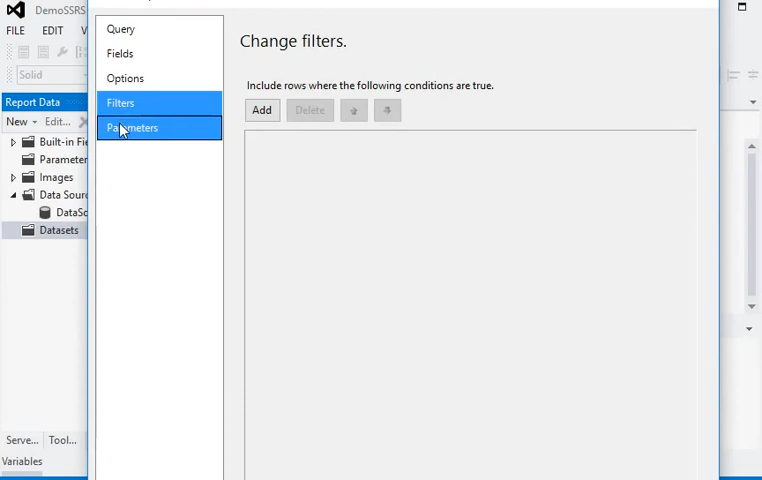 DemoSSRS
FILE EDIT
Solid
Report Data
New Edit...
Built-in Fie
Parameter
Images
Data Sourc
DataSo
Datasets
Serve... Tool...
Variables
Query
Fields
Options
Filters
Parameters
Change filters.
Include rows where the following conditions are true.
Add Delete